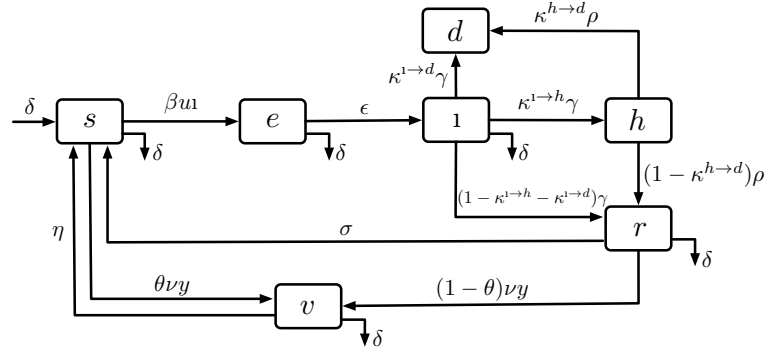 d
κ^{h→d}ρ
κ^{ı→d}γ
δ
s
βuı
e
ϵ
ı
κ^{ı→h}γ
h
δ
δ
δ
(1 − κ^{h→d})ρ
(1 − κ^{ı→h} − κ^{ı→d})γ
r
η
σ
δ
θνy
(1 − θ)νy
v
δ